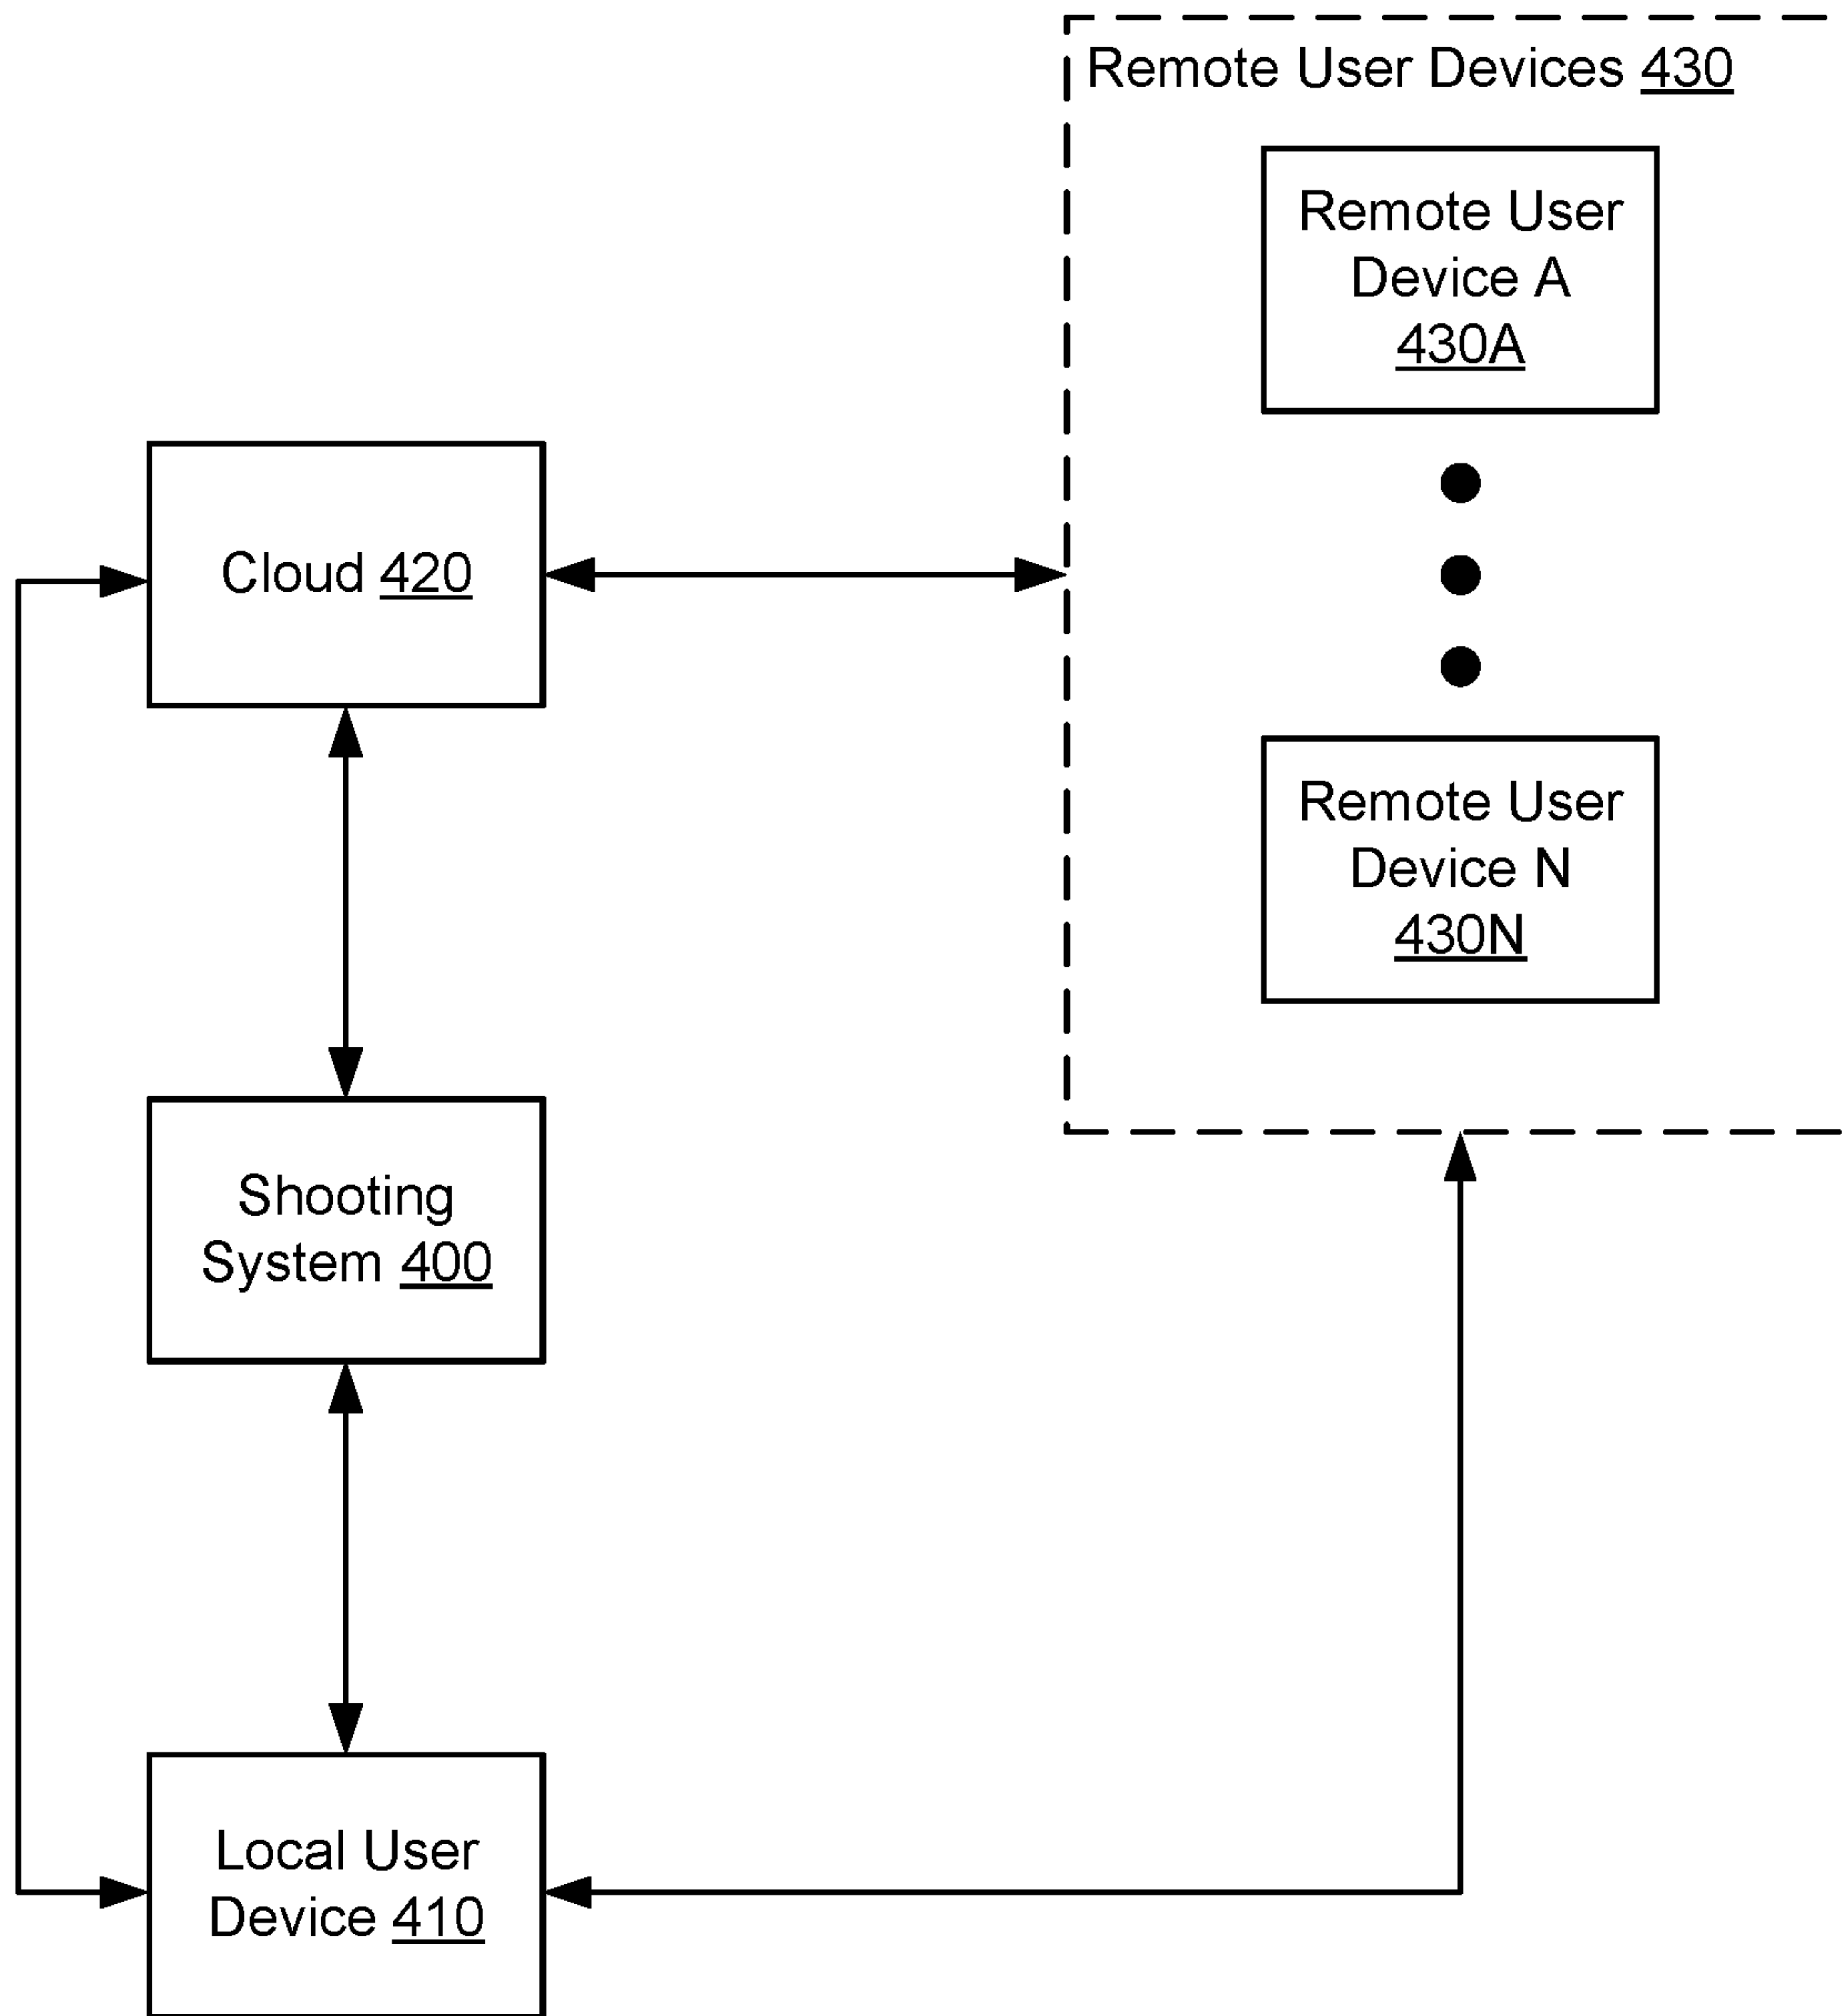 Remote User Devices 430
Remote User
Device A
430A
Cloud 420
Remote User
Device N
430N
Shooting
System 400
Local User
Device 410